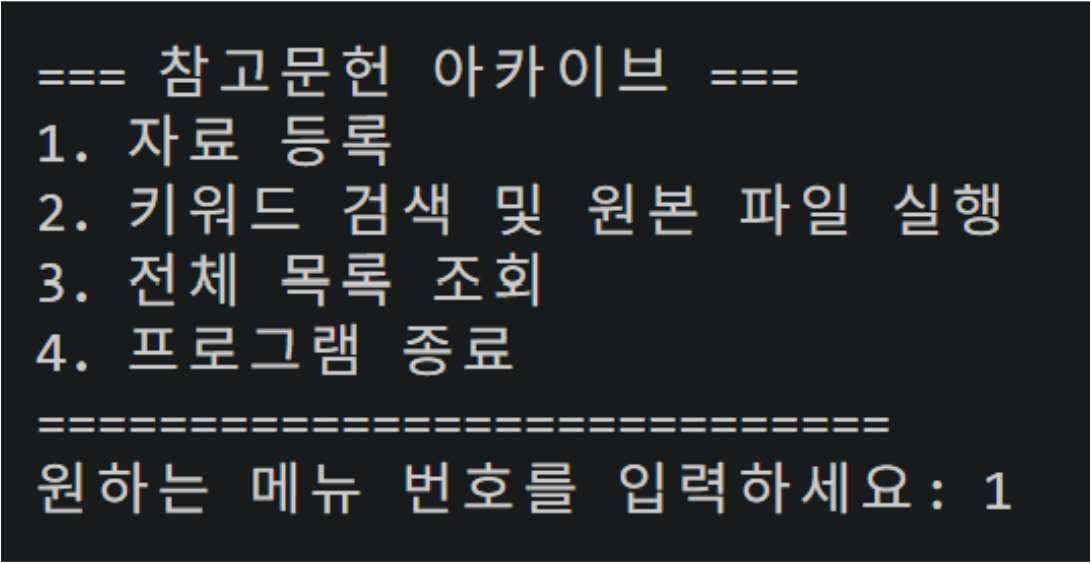 === 참고문헌 아카이브 ===
1. 자료 등록
2. 키워드 검색 및 원본 파일 실행
3. 전체 목록 조회
4. 프로그램 종료
============================
원하는 메뉴 번호를 입력하세요: 1